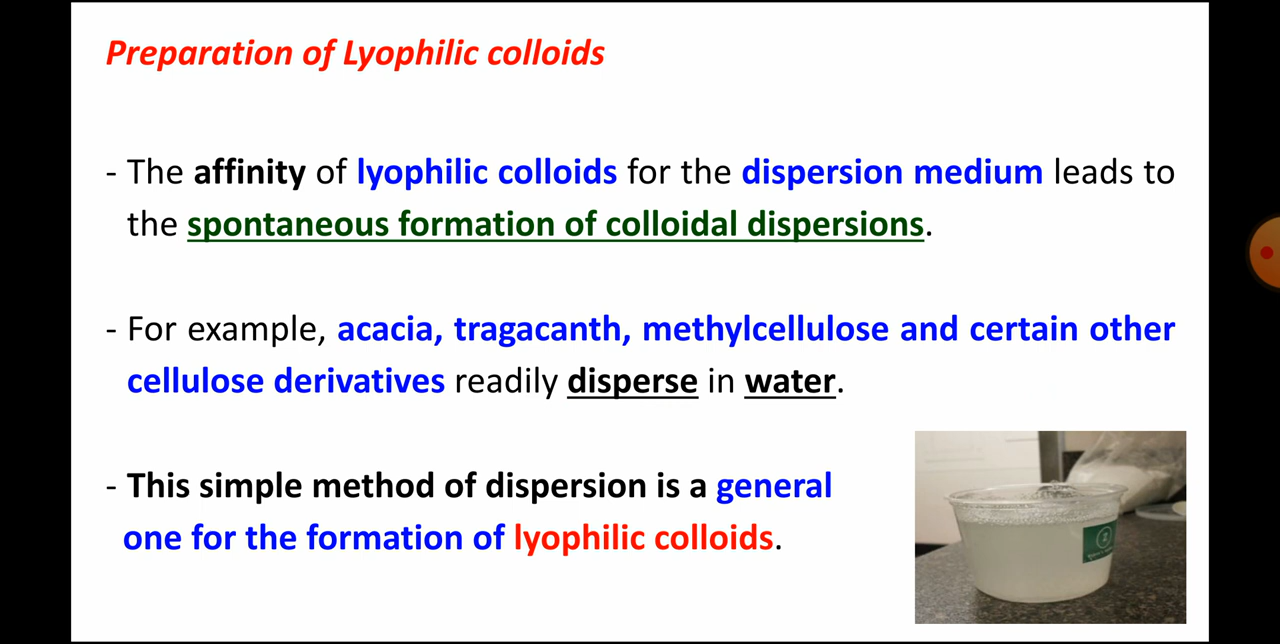 Preparation of Lyophilic colloids
- The affinity of lyophilic colloids for the dispersion medium leads to
the spontaneous formation of colloidal dispersions.
- For example, acacia, tragacanth, methylcellulose and certain other
cellulose derivatives readily disperse in water.
- This simple method of dispersion is a general
one for the formation of lyophilic colloids.